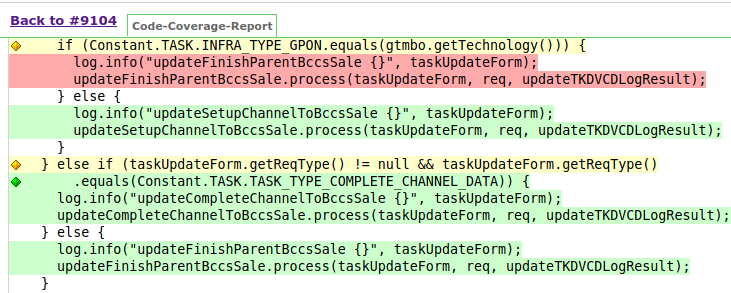 Back to #9104
Code-Coverage-Report
if (Constant.TASK.INFRA_TYPE_GPON.equals(gtmbo.getTechnology())) {
log.info("updateFinishParentBccsSale {}", taskUpdateForm);
updateFinishParentBccsSale.process(taskUpdateForm, req, updateTKDVCDLogResult);
} else {
log.info("updateSetupChannelToBccsSale {}", taskUpdateForm);
updateSetupChannelToBccsSale.process(taskUpdateForm, req, updateTKDVCDLogResult);
}
} else if (taskUpdateForm.getReqType() != null && taskUpdateForm.getReqType()
.equals(Constant.TASK.TASK_TYPE_COMPLETE_CHANNEL_DATA)) {
log.info("updateCompleteChannelToBccsSale {}", taskUpdateForm);
updateCompleteChannelToBccsSale.process(taskUpdateForm, req, updateTKDVCDLogResult);
} else {
log.info("updateFinishParentBccsSale {}", taskUpdateForm);
updateFinishParentBccsSale.process(taskUpdateForm, req, updateTKDVCDLogResult);
}